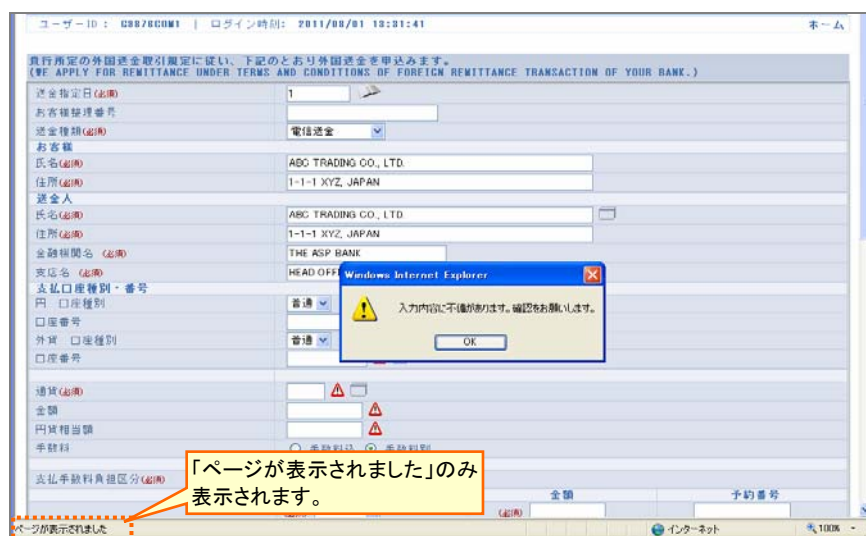 ユーザーID： G9878COM1 | ログイン時刻： 2011/08/01 13:31:41 ホーム
貴行所定の外国送金取引規定に従い、下記のとおり外国送金を申込みます。
(WE APPLY FOR REMITTANCE UNDER TERMS AND CONDITIONS OF FOREIGN REMITTANCE TRANSACTION OF YOUR BANK.)
送金指定日(必須) 1
お客様整理番号
送金種類(必須) 電信送金
お客様
氏名(必須) ABC TRADING CO., LTD.
住所(必須) 1-1-1 XYZ, JAPAN
送金人
氏名(必須) ABC TRADING CO., LTD.
住所(必須) 1-1-1 XYZ, JAPAN
金融機関名 (必須) THE ASP BANK
支店名 (必須) HEAD OFF
Windows Internet Explorer
支払口座種別・番号
円 口座種別 普通
入力内容に不備があります。確認をお願いします。
口座番号
外貨 口座種別 普通
OK
口座番号
通貨(必須)
金額
円貨相当額
手数料 手数料込 手数料別
「ページが表示されました」のみ
表示されます。
支払手数料負担区分(必須)
金額 予約番号
(必須)
ページが表示されました インターネット 100%